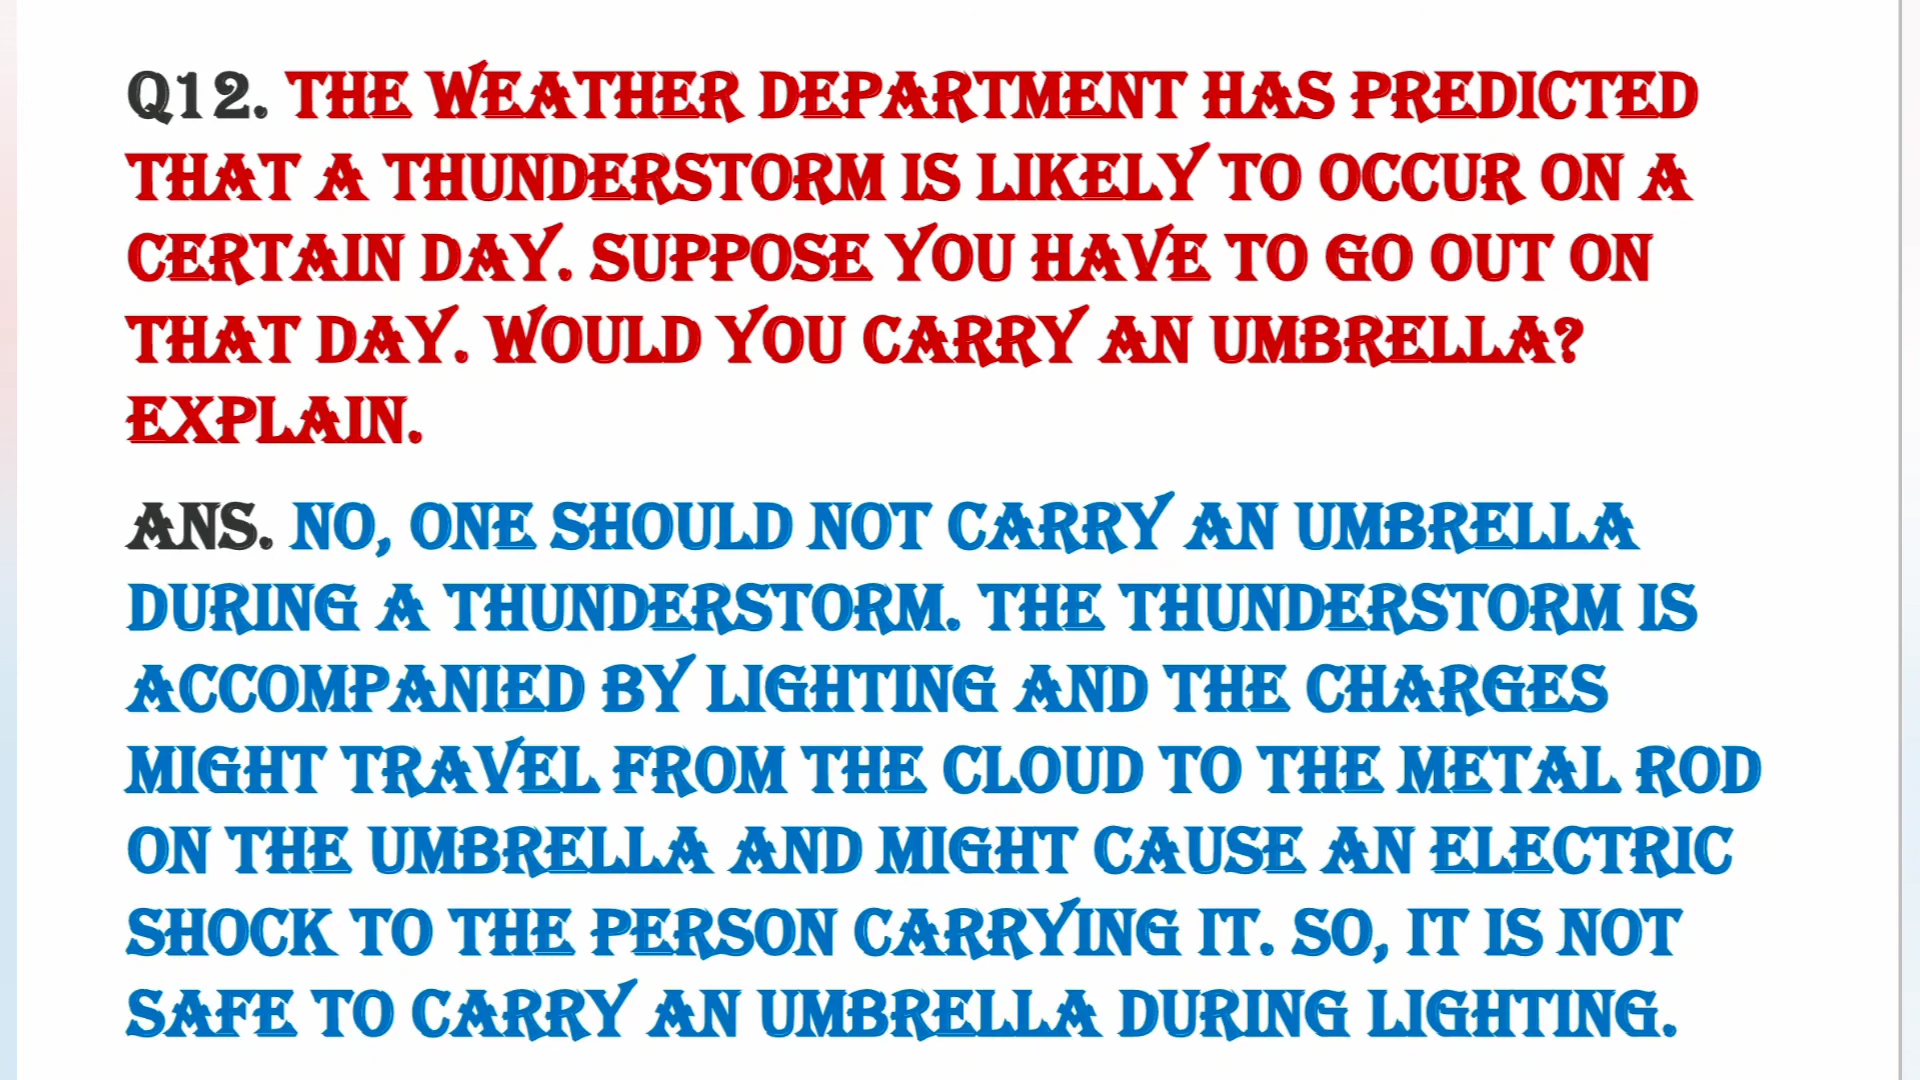 Q12. THE WEATHER DEPARTMENT HAS PREDICTED
THAT A THUNDERSTORM IS LIKELY TO OCCUR ON A
CERTAIN DAY. SUPPOSE YOU HAVE TO GO OUT ON
THAT DAY. WOULD YOU CARRY AN UMBRELLA?
EXPLAIN.
ANS. NO, ONE SHOULD NOT CARRY AN UMBRELLA
DURING A THUNDERSTORM. THE THUNDERSTORM IS
ACCOMPANIED BY LIGHTING AND THE CHARGES
MIGHT TRAVEL FROM THE CLOUD TO THE METAL ROD
ON THE UMBRELLA AND MIGHT CAUSE AN ELECTRIC
SHOCK TO THE PERSON CARRYING IT. SO, IT IS NOT
SAFE TO CARRY AN UMBRELLA DURING LIGHTING.